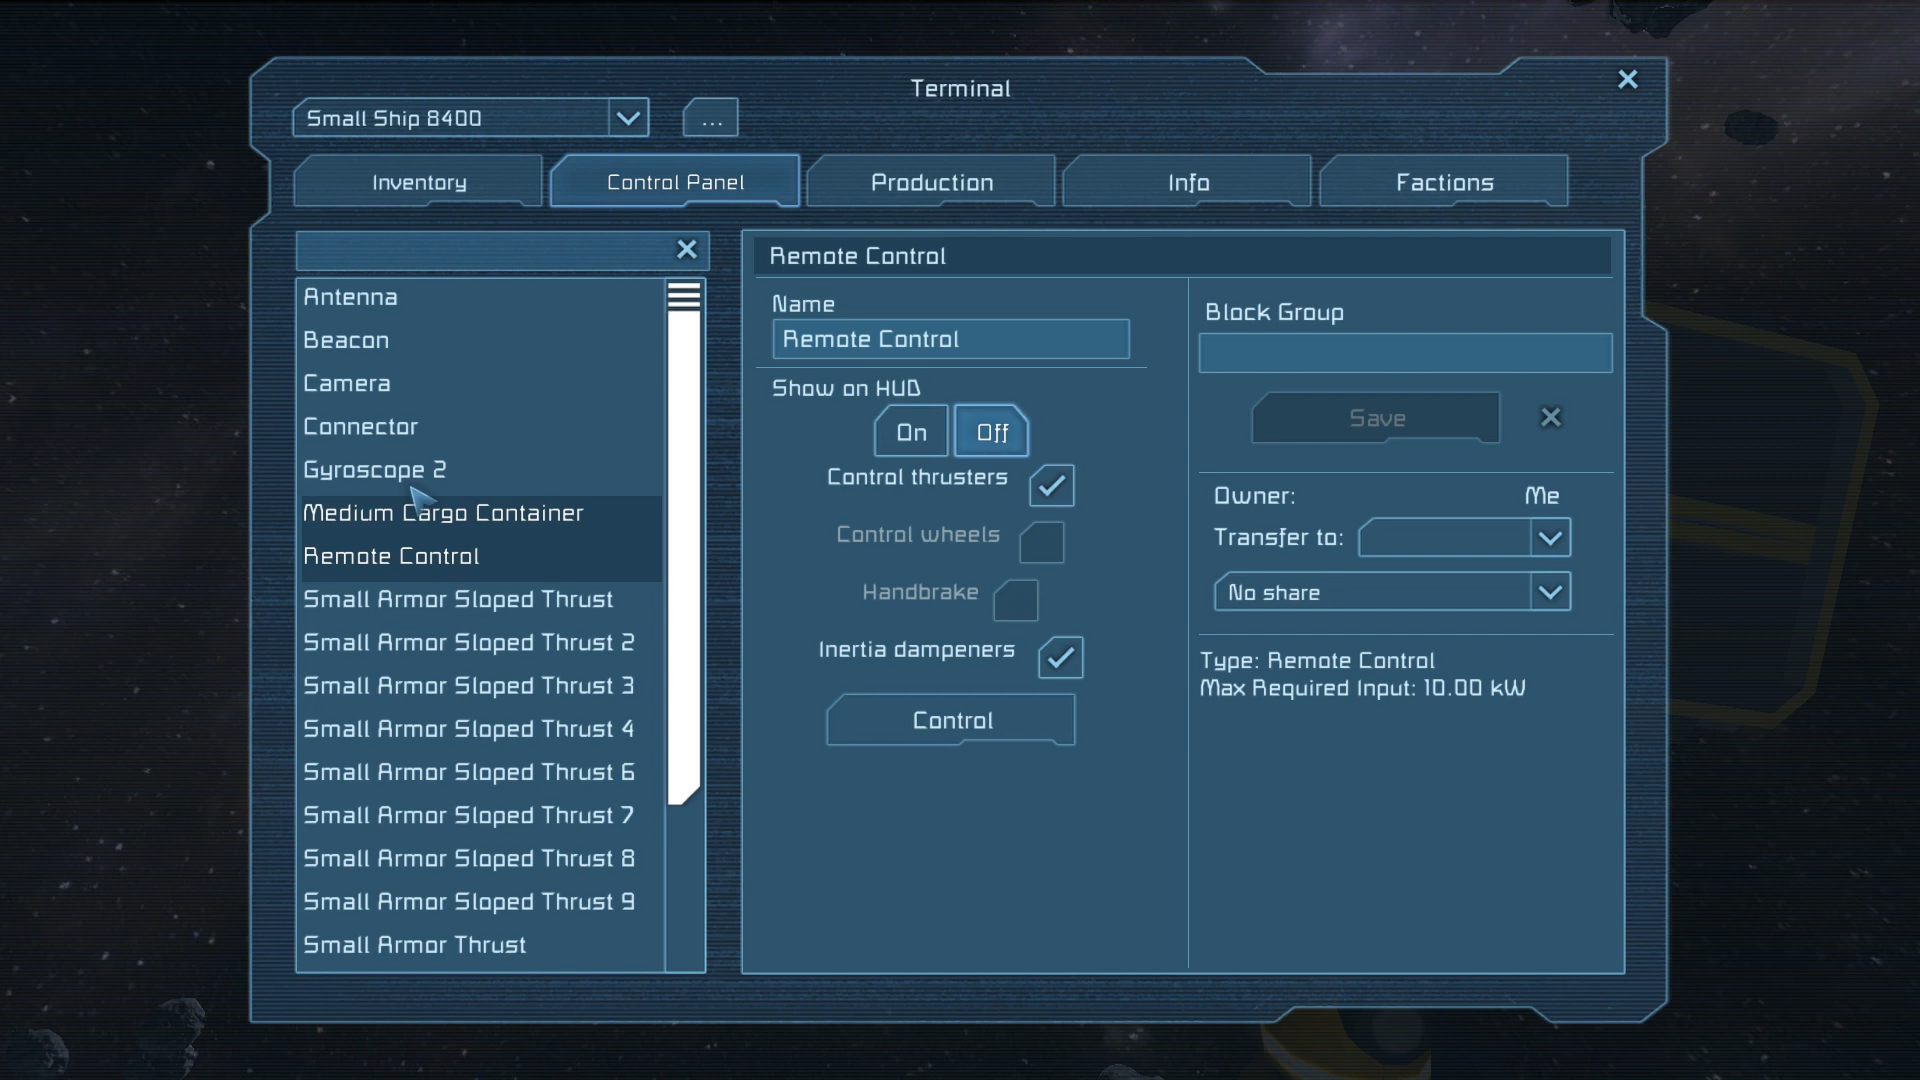 Terminal
Small Ship 8400
...
Inventory
Control Panel
Production
Info
Factions
Antenna
Beacon
Camera
Connector
Gyroscope 2
Medium Cargo Container
Remote Control
Small Armor Sloped Thrust
Small Armor Sloped Thrust 2
Small Armor Sloped Thrust 3
Small Armor Sloped Thrust 4
Small Armor Sloped Thrust 6
Small Armor Sloped Thrust 7
Small Armor Sloped Thrust 8
Small Armor Sloped Thrust 9
Small Armor Thrust
Remote Control
Name
Remote Control
Show on HUD
On
Off
Control thrusters
Control wheels
Handbrake
Inertia dampeners
Control
Block Group
Save
Owner: Me
Transfer to:
No share
Type: Remote Control
Max Required Input: 10.00 kW